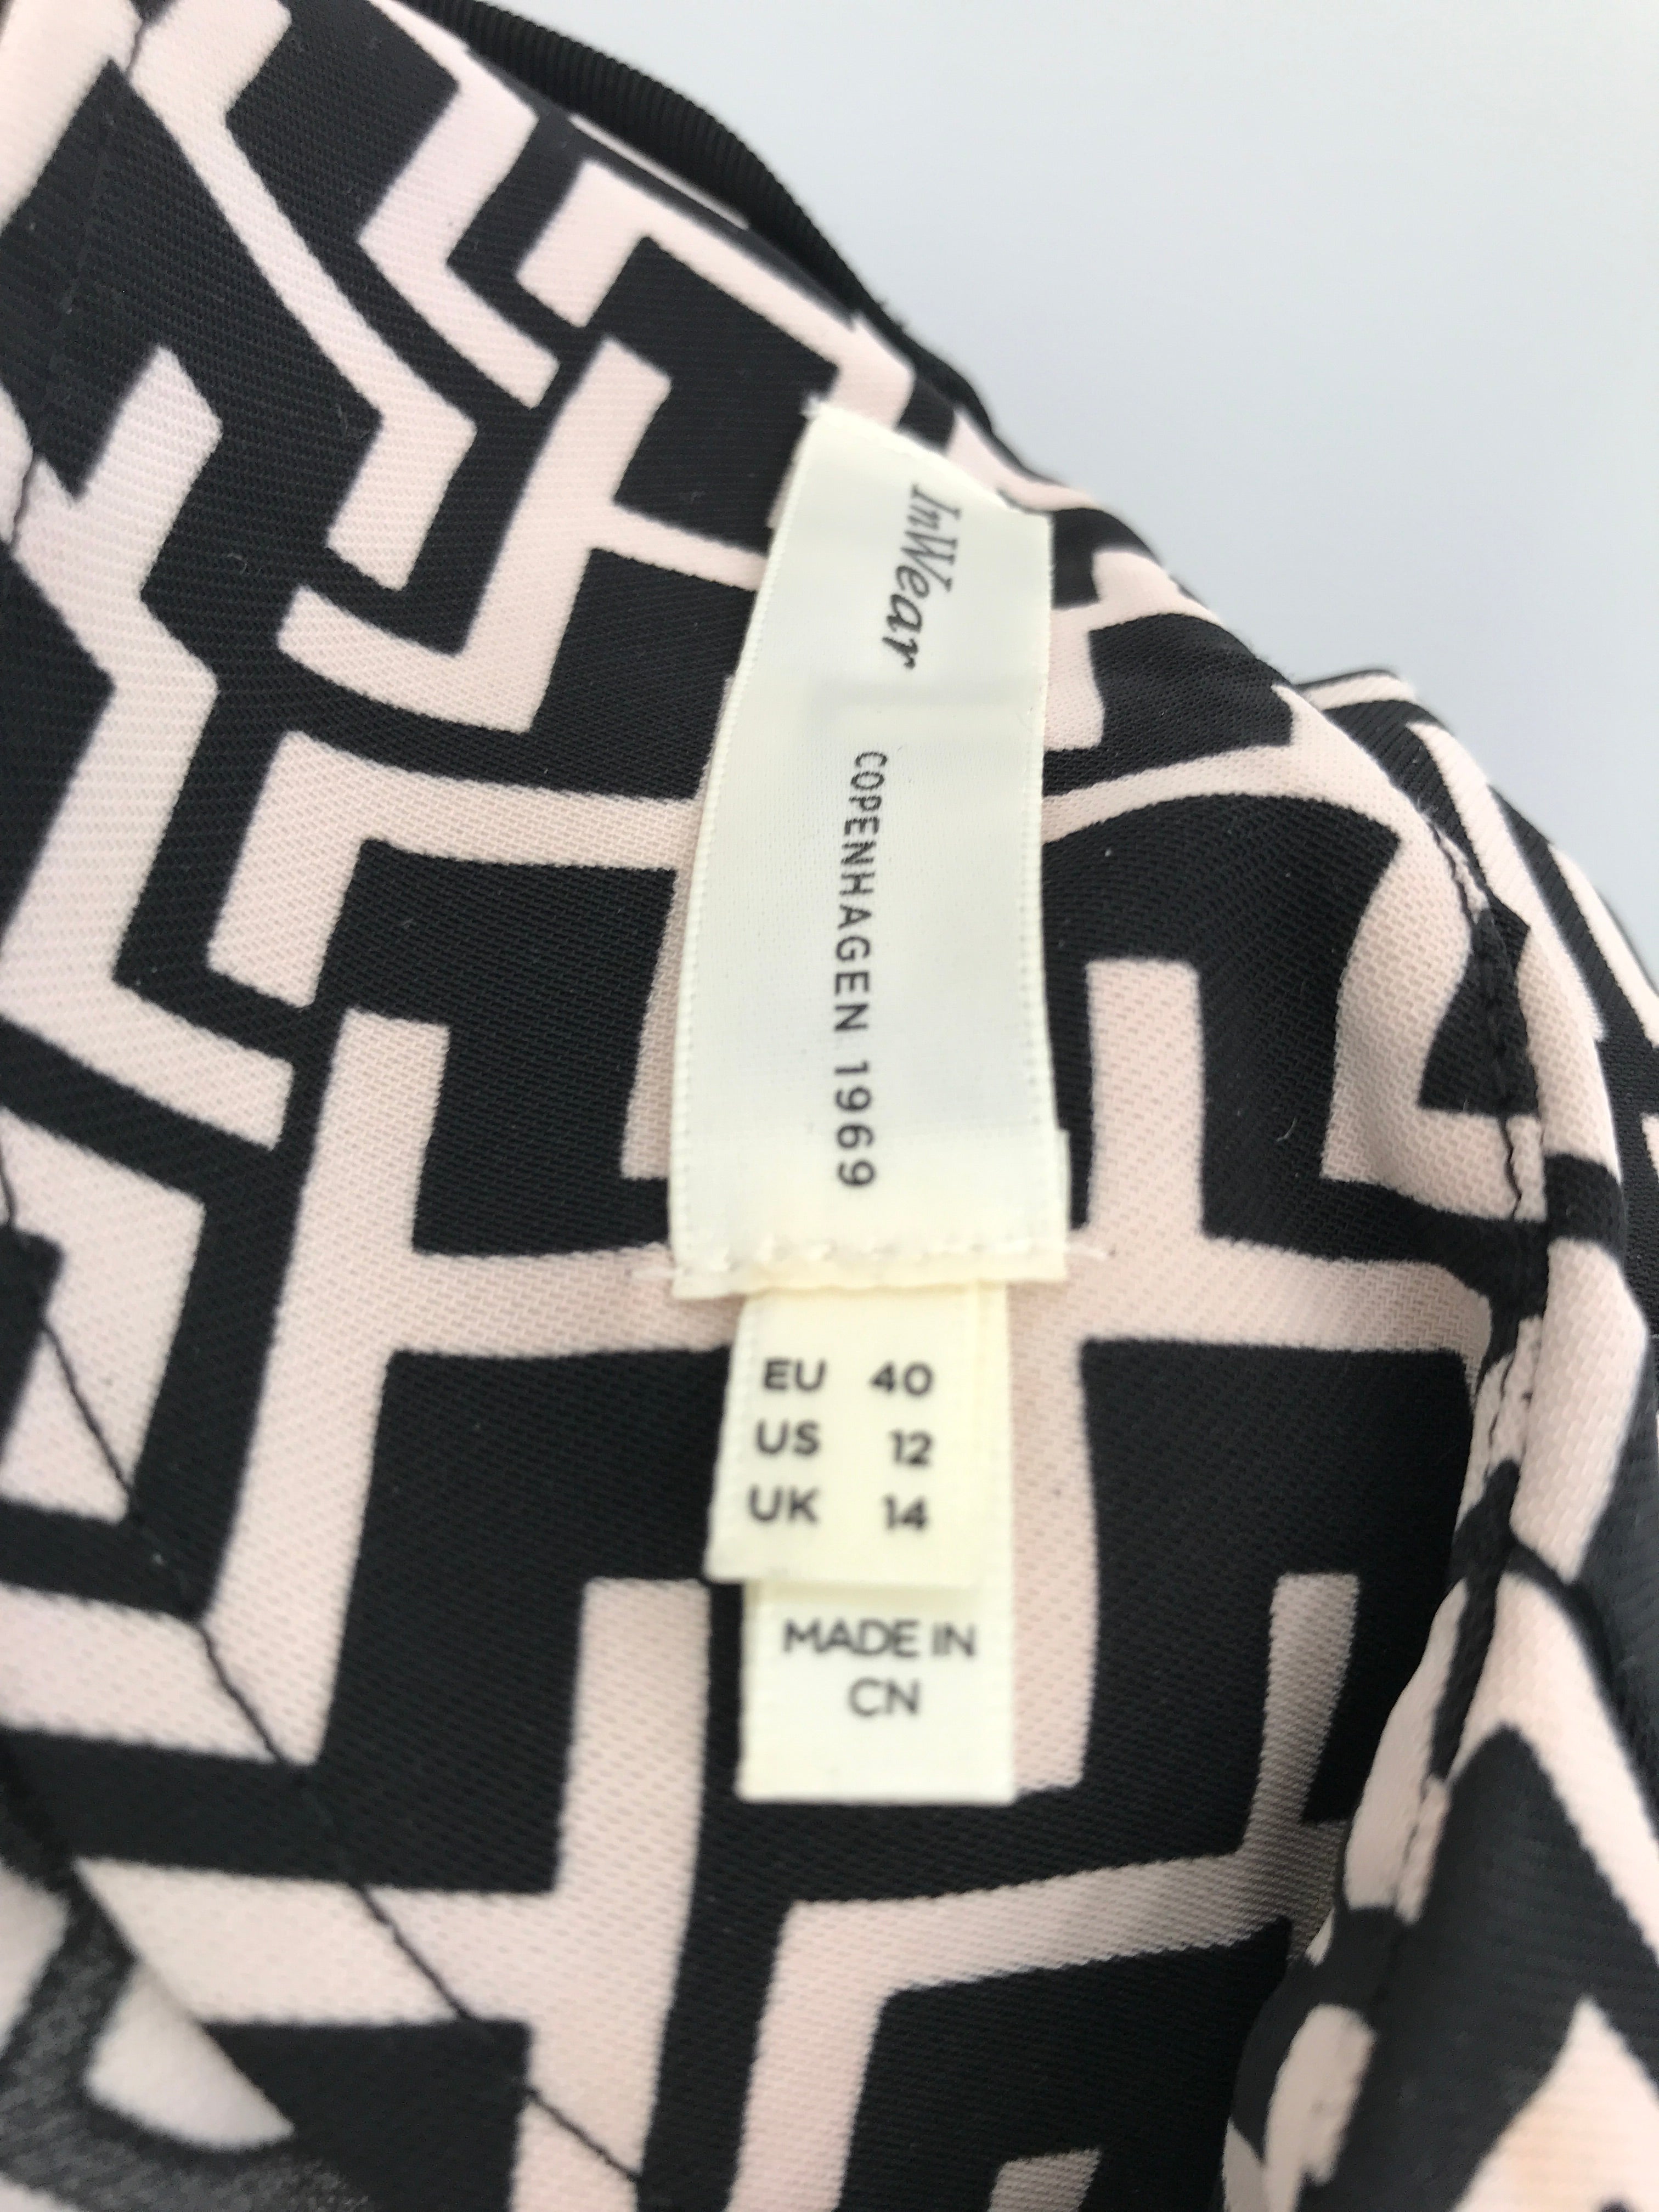 InWear
COPENHAGEN 1969
EU 40
US 12
UK 14
MADE IN
CN